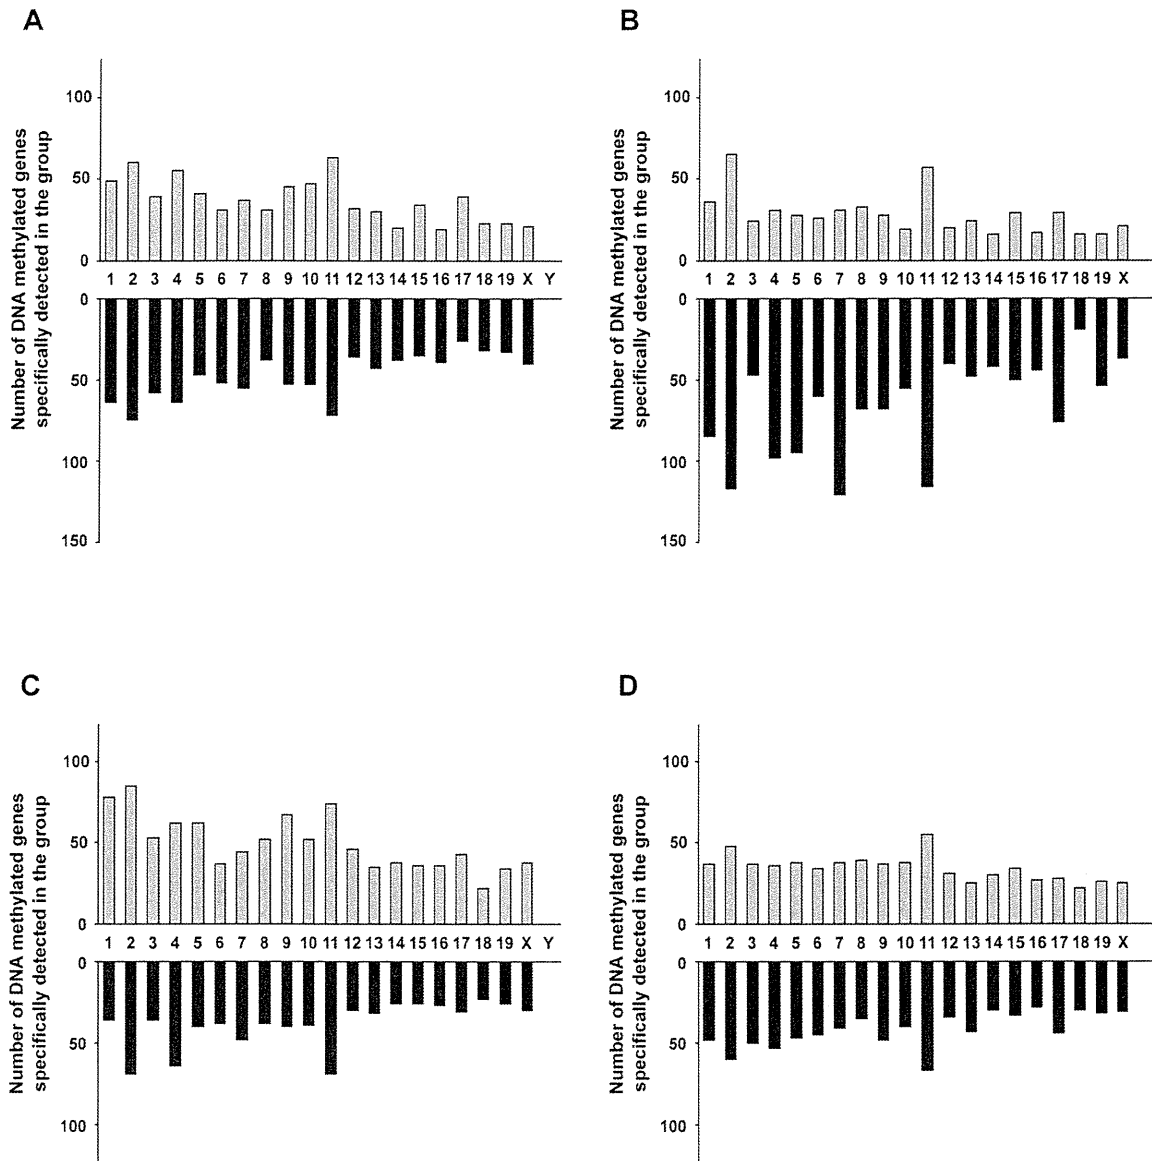 A
Number of DNA methylated genes
specifically detected in the group
100
50
0
1 2 3 4 5 6 7 8 9 10 11 12 13 14 15 16 17 18 19 X Y
0
50
100
150
B
Number of DNA methylated genes
specifically detected in the group
100
50
0
1 2 3 4 5 6 7 8 9 10 11 12 13 14 15 16 17 18 19 X
0
50
100
150
C
Number of DNA methylated genes
specifically detected in the group
100
50
0
1 2 3 4 5 6 7 8 9 10 11 12 13 14 15 16 17 18 19 X Y
0
50
100
D
Number of DNA methylated genes
specifically detected in the group
100
50
0
1 2 3 4 5 6 7 8 9 10 11 12 13 14 15 16 17 18 19 X
0
50
100